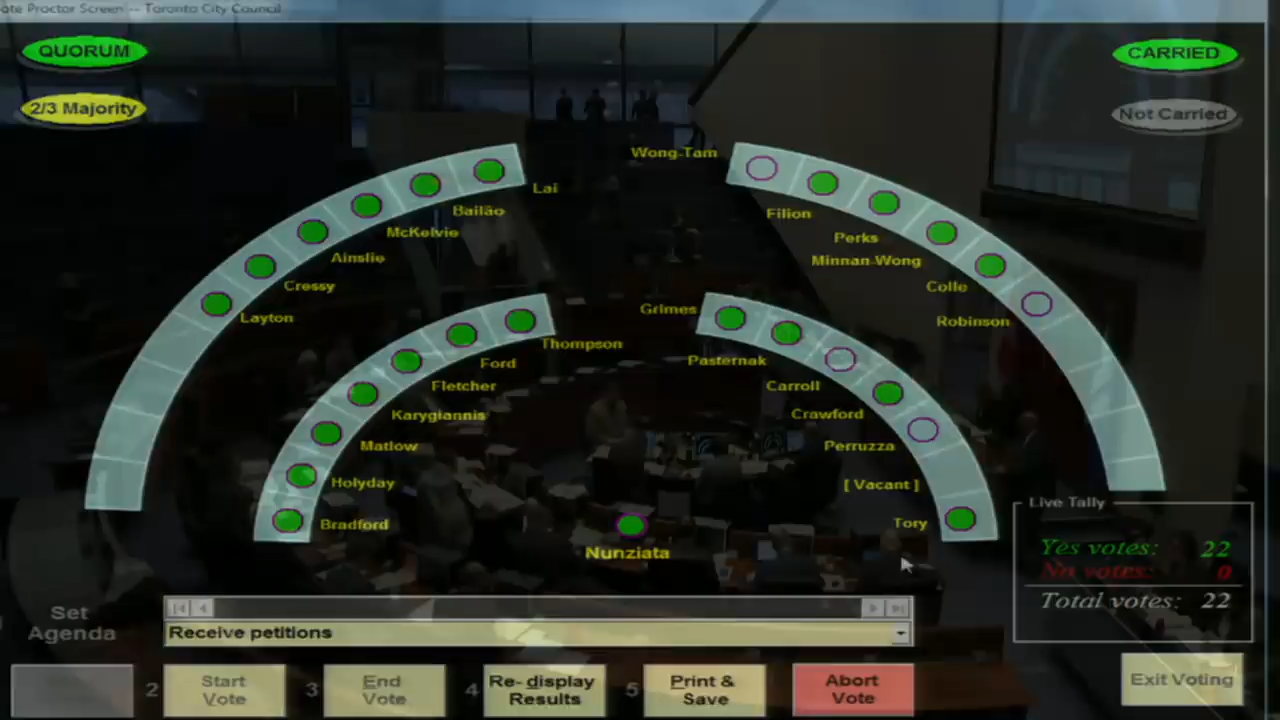 ate Proctor Screen -- Toronto City Council
QUORUM
CARRIED
2/3 Majority
Not Carried
Wong-Tam
Lai
Bailão
Filion
McKelvie
Perks
Ainslie
Minnan-Wong
Cressy
Colle
Layton
Robinson
Grimes
Thompson
Pasternak
Ford
Carroll
Fletcher
Crawford
Karygiannis
Perruzza
Matlow
Holyday
[ Vacant ]
Bradford
Tory
Nunziata
Live Tally
Yes votes: 22
No votes: 0
Total votes: 22
Set
Agenda
Receive petitions
2
Start
Vote
3
End
Vote
4
Re-display
Results
5
Print &
Save
Abort
Vote
Exit Voting